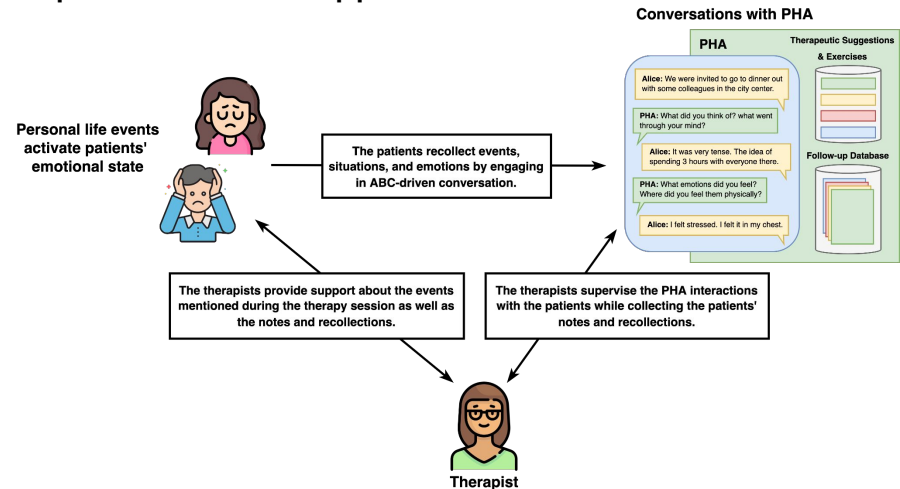 Conversations with PHA
PHA
Therapeutic Suggestions
& Exercises
Alice: We were invited to go to dinner out
with some colleagues in the city center.
PHA: What did you think of? what went
through your mind?
Alice: It was very tense. The idea of
spending 3 hours with everyone there.
PHA: What emotions did you feel?
Where did you feel them physically?
Alice: I felt stressed. I felt it in my chest.
Follow-up Database
Personal life events
activate patients'
emotional state
The patients recollect events,
situations, and emotions by engaging
in ABC-driven conversation.
The therapists provide support about the events
mentioned during the therapy session as well as
the notes and recollections.
The therapists supervise the PHA interactions
with the patients while collecting the patients'
notes and recollections.
Therapist